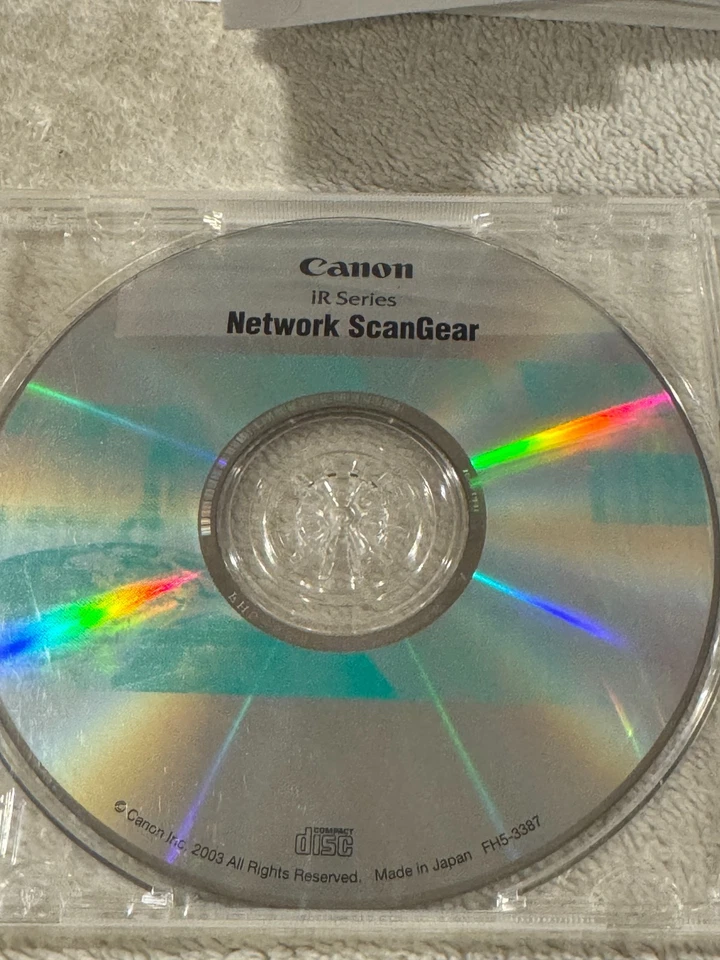 Canon
iR Series
Network ScanGear
COMPACT
disc
© Canon Inc. 2003 All Rights Reserved. Made in Japan FH5-3387